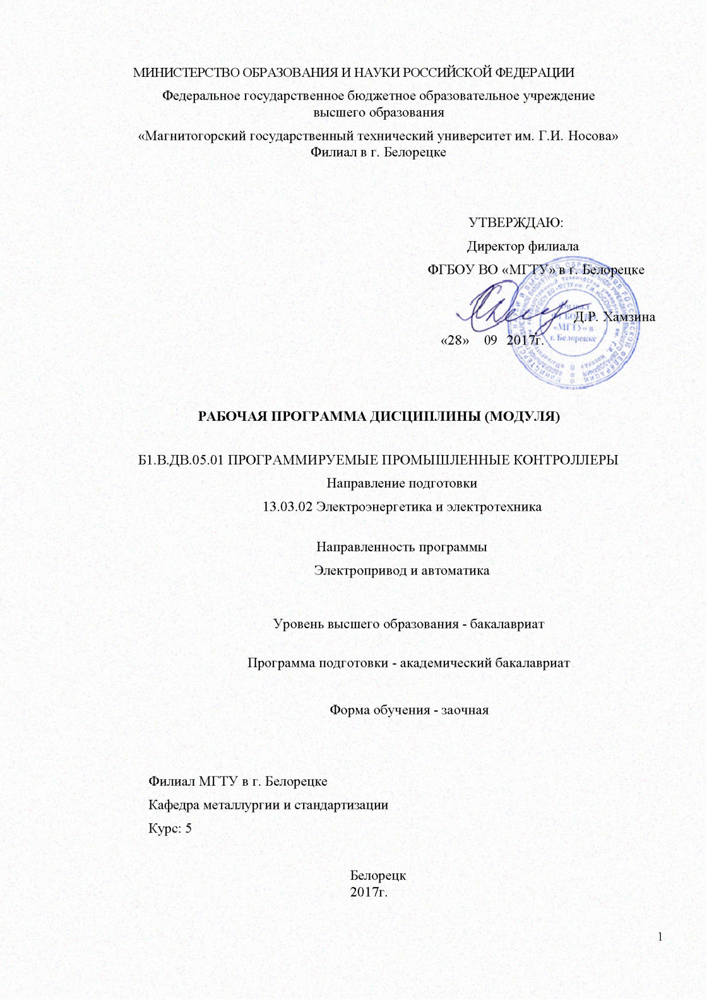 МИНИСТЕРСТВО ОБРАЗОВАНИЯ И НАУКИ РОССИЙСКОЙ ФЕДЕРАЦИИ
Федеральное государственное бюджетное образовательное учреждение
высшего образования
«Магнитогорский государственный технический университет им. Г.И. Носова»
Филиал в г. Белорецке
УТВЕРЖДАЮ:
Директор филиала
ФГБОУ ВО «МГТУ» в г. Белорецке
Д.Р. Хамзина
«28» 09 2017г.
«МГТУ» в
г. Белорецке
РАБОЧАЯ ПРОГРАММА ДИСЦИПЛИНЫ (МОДУЛЯ)
Б1.В.ДВ.05.01 ПРОГРАММИРУЕМЫЕ ПРОМЫШЛЕННЫЕ КОНТРОЛЛЕРЫ
Направление подготовки
13.03.02 Электроэнергетика и электротехника
Направленность программы
Электропривод и автоматика
Уровень высшего образования - бакалавриат
Программа подготовки - академический бакалавриат
Форма обучения - заочная
Филиал МГТУ в г. Белорецке
Кафедра металлургии и стандартизации
Курс: 5
Белорецк
2017г.
1